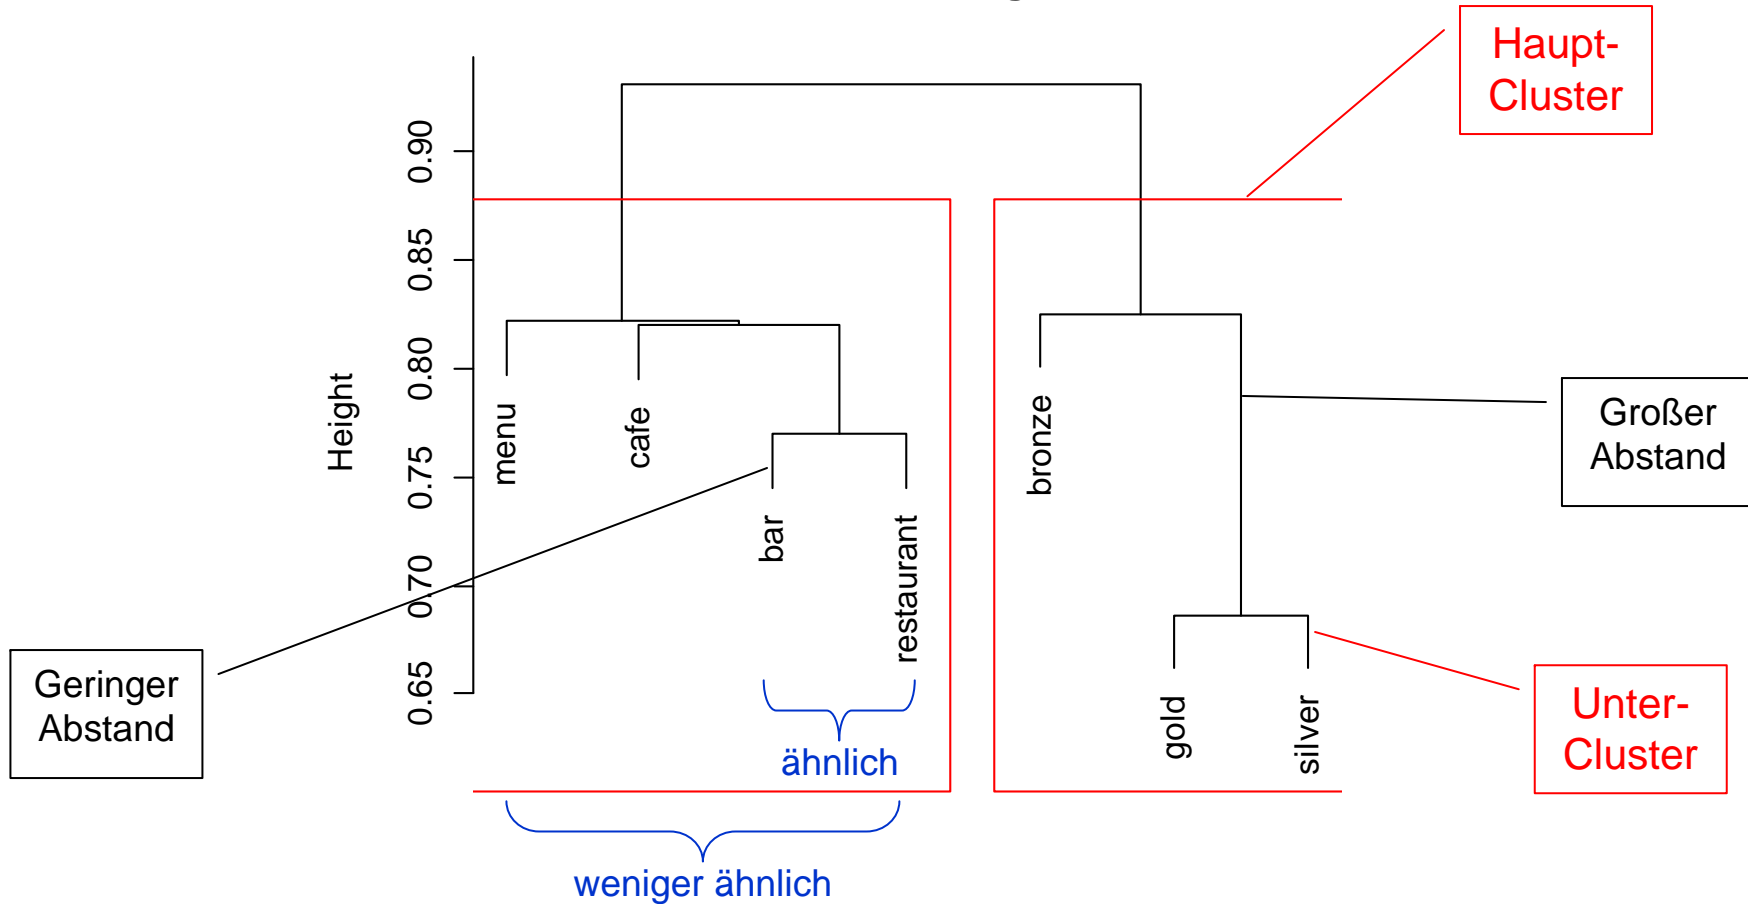 Haupt-
Cluster
0.90
0.85
0.80
0.75
0.70
0.65
Height
menu
cafe
bar
restaurant
bronze
gold
silver
Großer
Abstand
Geringer
Abstand
Unter-
Cluster
ähnlich
weniger ähnlich